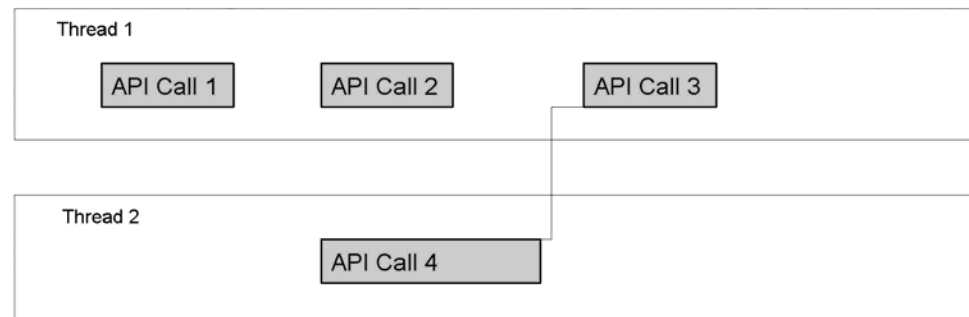 Thread 1
API Call 1
API Call 2
API Call 3
Thread 2
API Call 4